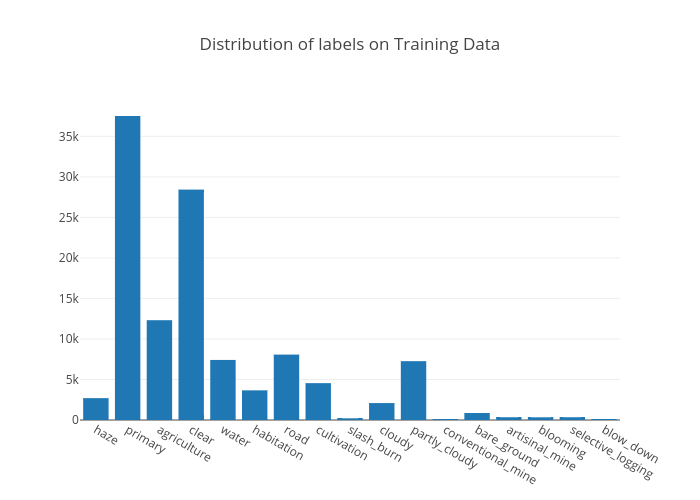 Distribution of labels on Training Data
35k
30k
25k
20k
15k
10k
5k
0
haze
primary
agriculture
clear
water
habitation
road
cultivation
slash_burn
cloudy
partly_cloudy
conventional_mine
bare_ground
artisinal_mine
blooming
selective_logging
blow_down